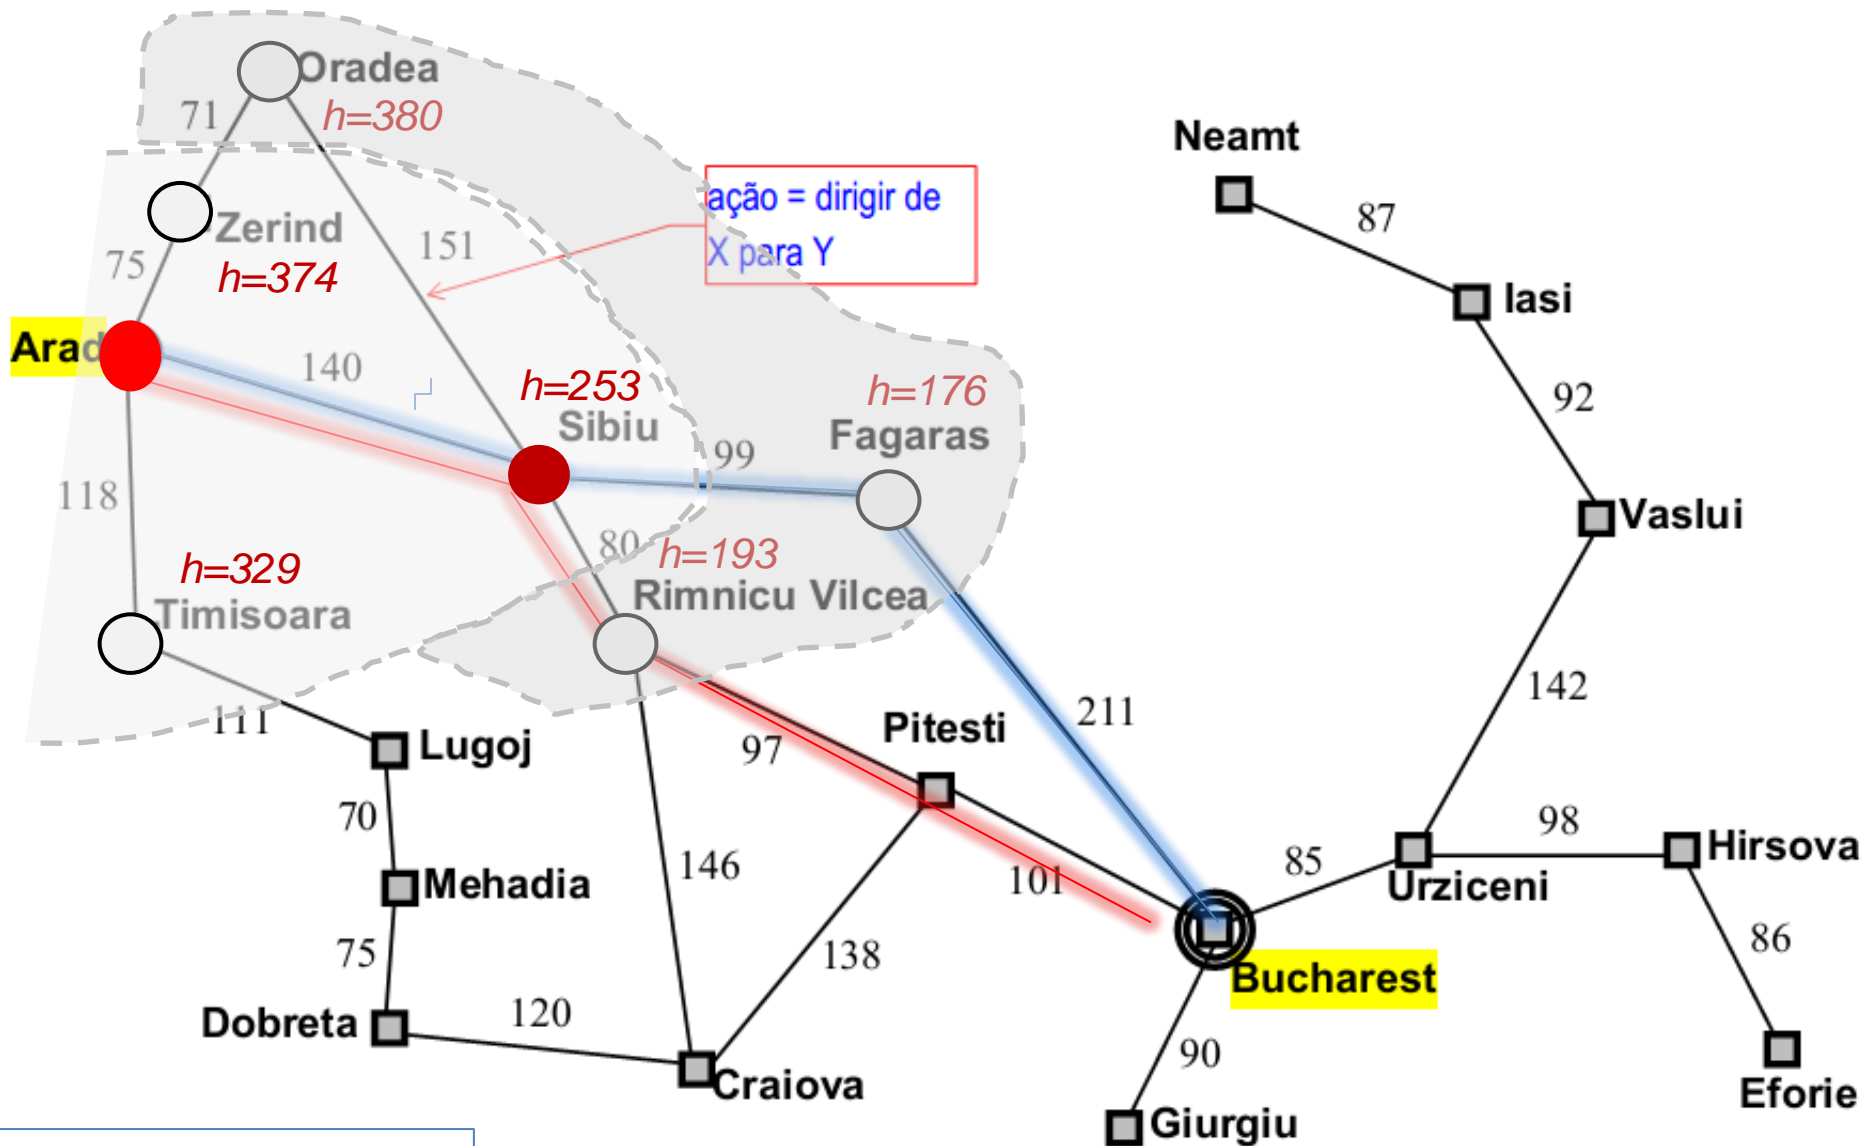 Oradea
71
h=380
Neamt
ação = dirigir de
X para Y
87
Zerind
151
75
h=374
Iasi
Arad
140
h=253
h=176
92
Sibiu
Fagaras
99
118
Vaslui
80
h=193
h=329
Rimnicu Vilcea
Timisoara
142
211
111
Pitesti
Lugoj
97
70
98
Hirsova
146
85
101
Mehadia
Urziceni
75
138
86
Bucharest
120
Dobreta
90
Craiova
Eforie
Giurgiu